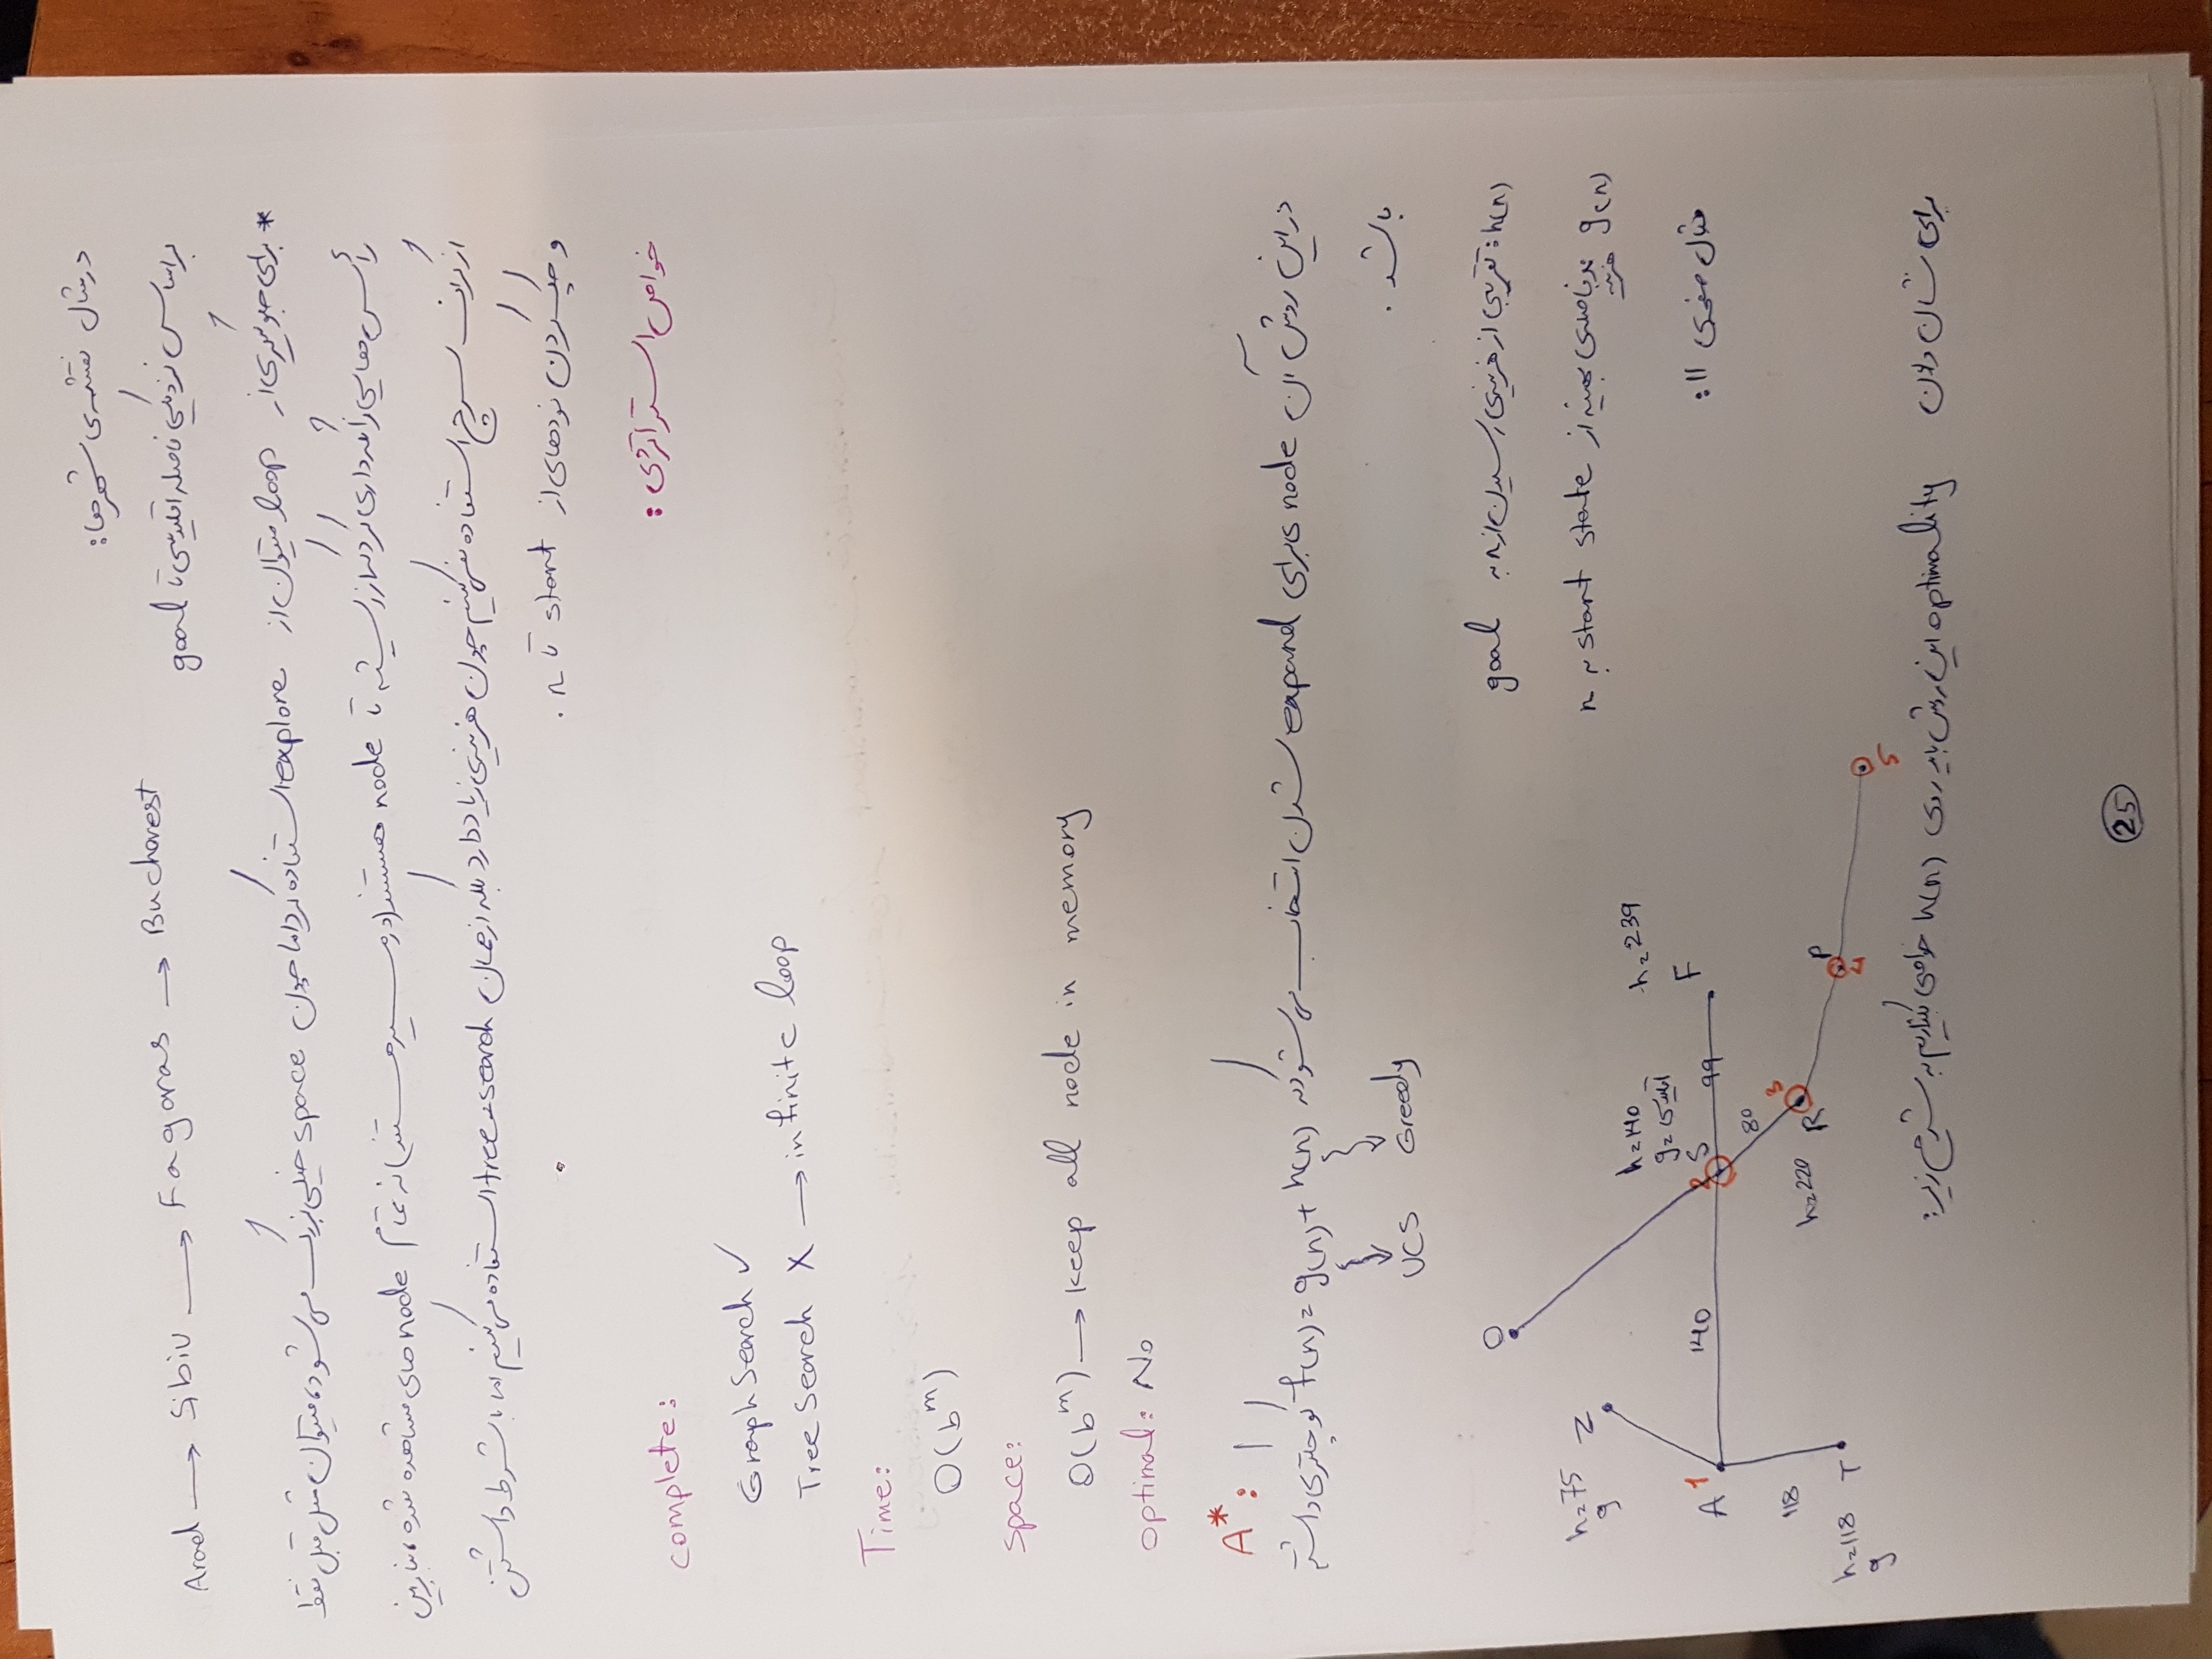 در مثال نقشه‌ی شهرها:
براساس نزدیکی فاصله اقلیدسی تا goal
Arad → Sibiu → Fagaras → Bucharest
* برای جلوگیری از loop میتوان از explore استفاده کرد اما چون space خیلی بزرگ می شود، میتوان مثل قبل فقط
رأس هایی را نگه داری کرد که از ریشه تا node هستند (در مسیر هستند) نه تمام node های مشاهده شده، بنابراین
از گراف سرچ استفاده نمی کنیم چون هزینه ی زیاد دارد بلکه از همان tree-search استفاده می کنیم اما با شرط داشتن
و چک کردن نودهای از start تا n.
خواص استراتژی:
complete:
Graph Search ✓
Tree Search X → infinite loop
Time:
O(b^m)
space:
O(b^m) → keep all node in memory
optimal: No
A*:
در این روش آن node ی برای expand شدن انتخاب می شود که f(n) = g(n) + h(n) کوچکتری داشته
باشد.
UCS Greedy
h(n): تقریبی از هزینه ی رسیدن از n به goal
g(n) فاصله ی بهینه از start state به n
هزینه
مثال صفحه ی 11:
O
h=75 Z
g
h=140
g= اقلیدسی
h=239
A 1 140 2 S 99 F
80
118
h=220 R 3
P
4
5
h=118 T
g
برای نشان دادن optimality این روش باید روی h(n) خواصی بگذاریم به شرح زیر:
25